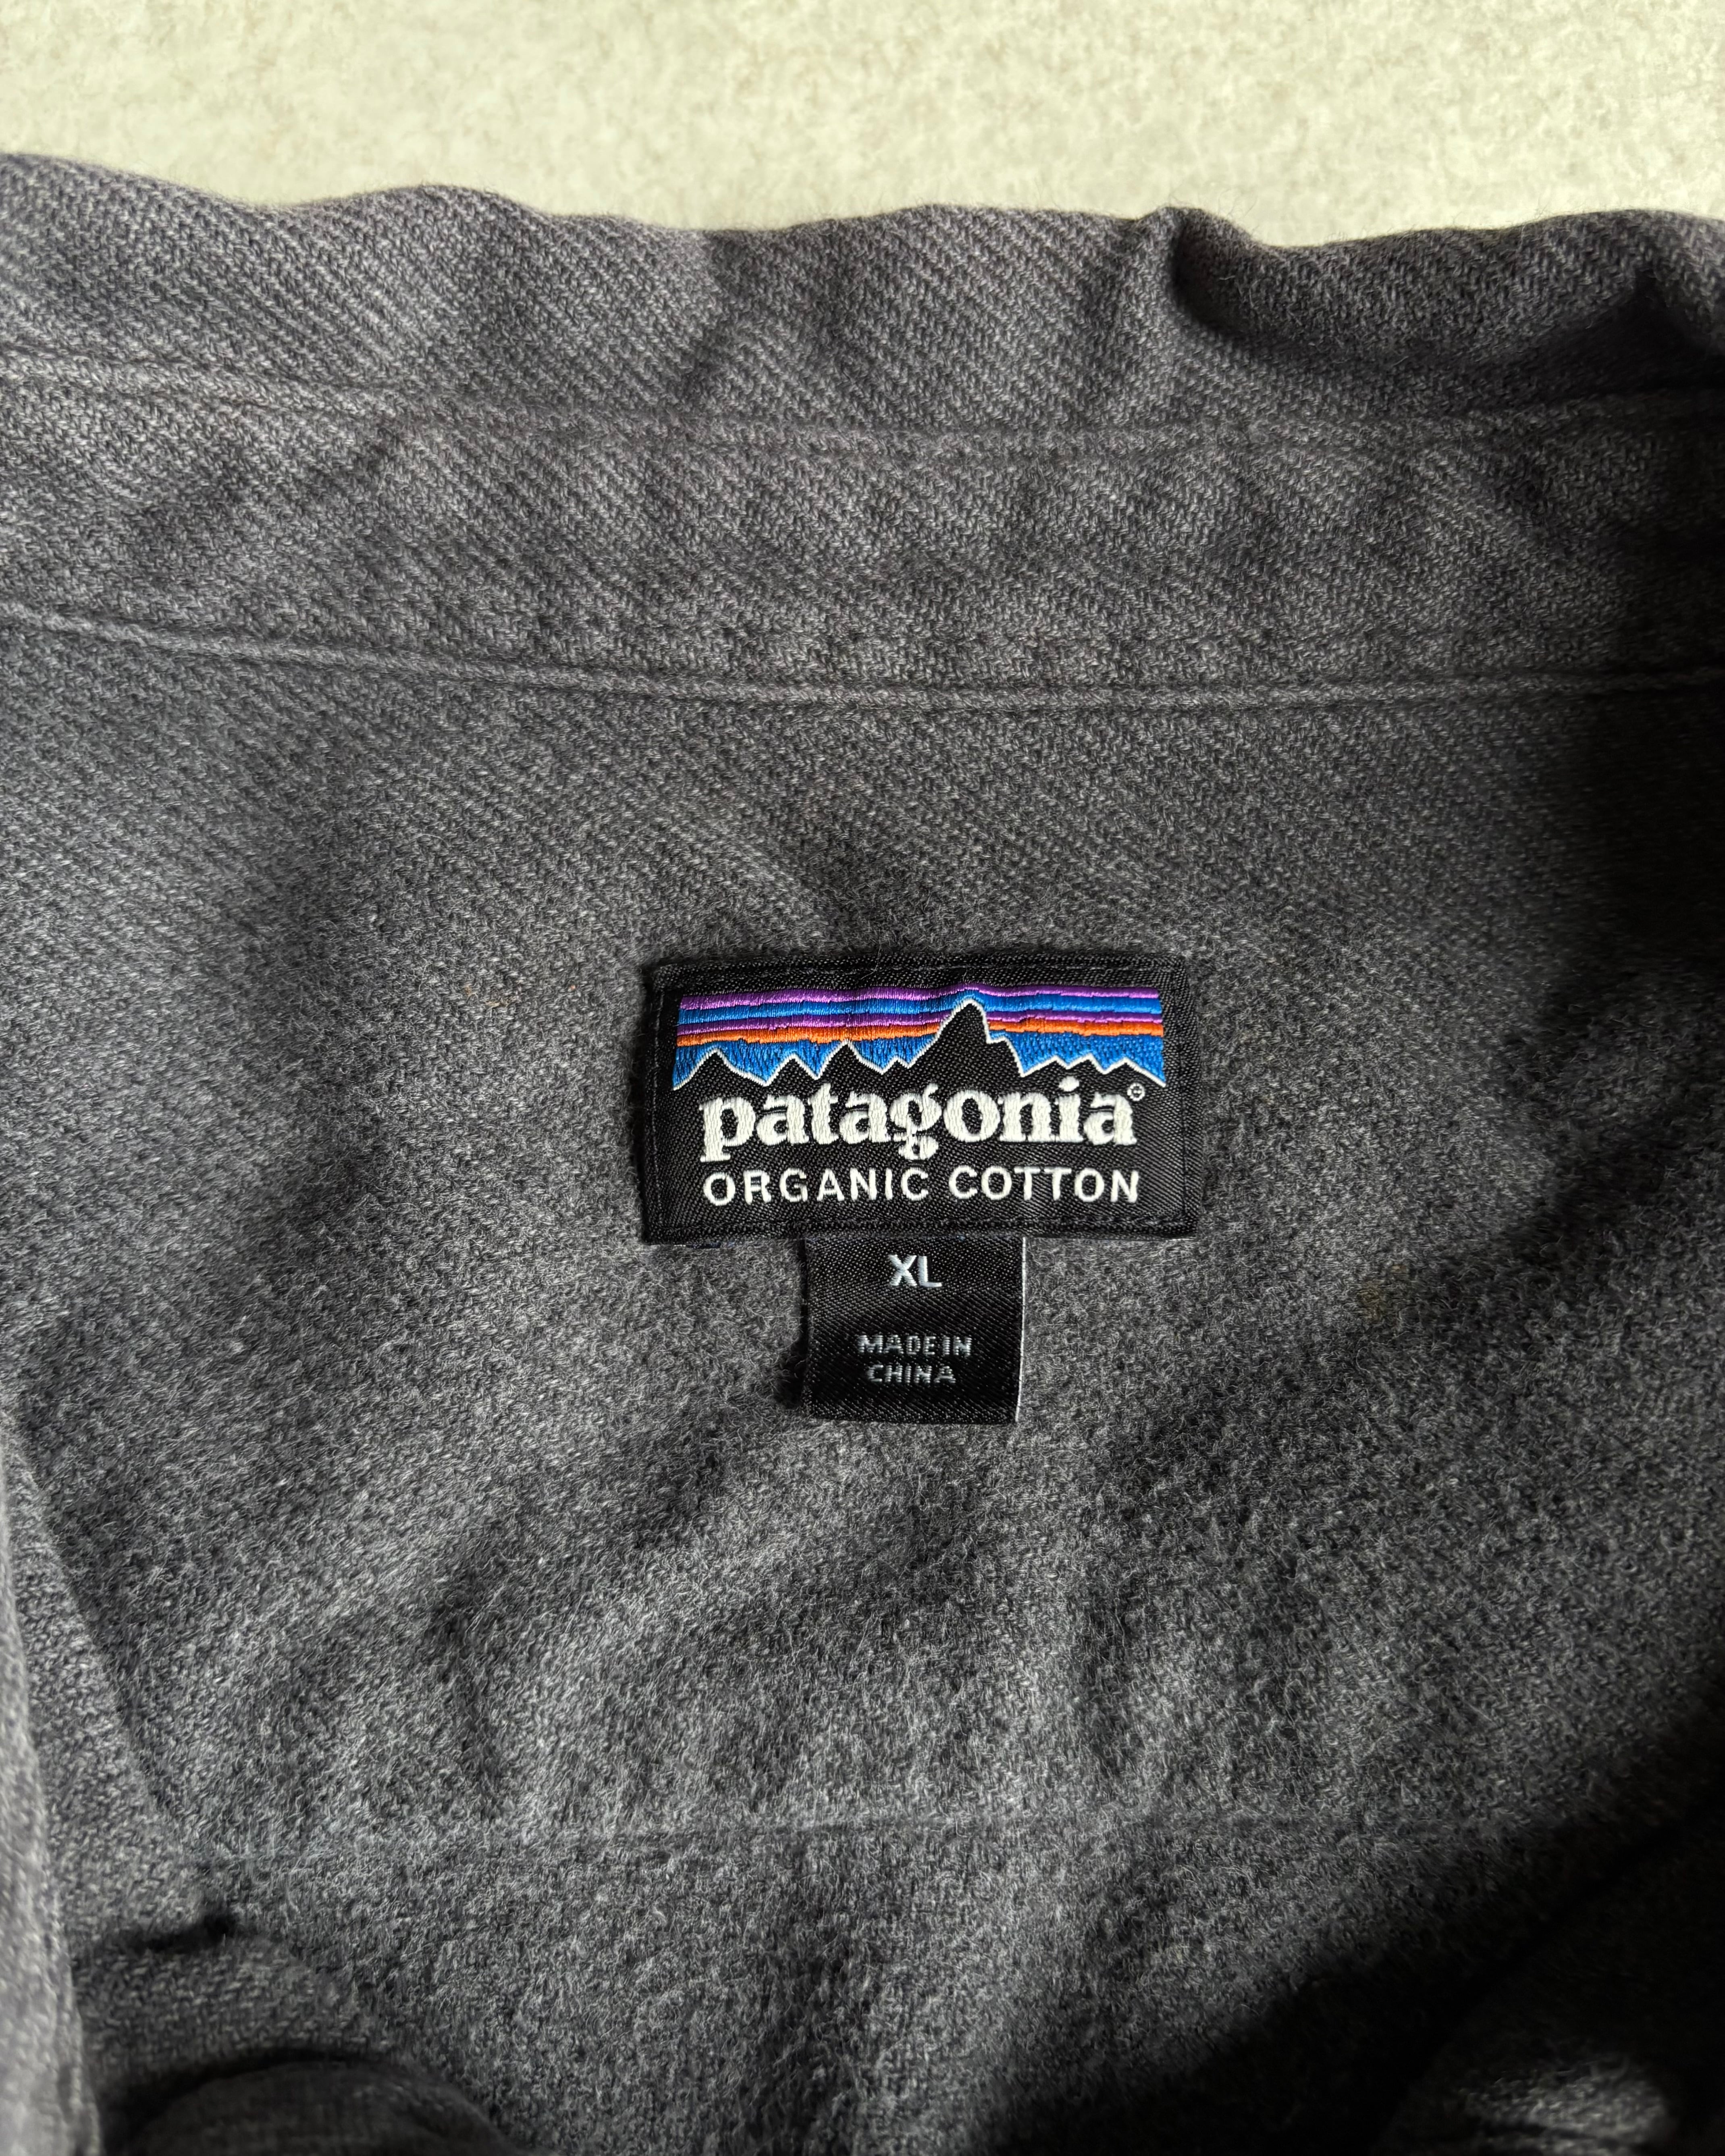 patagonia®
ORGANIC COTTON
XL
MADE IN
CHINA